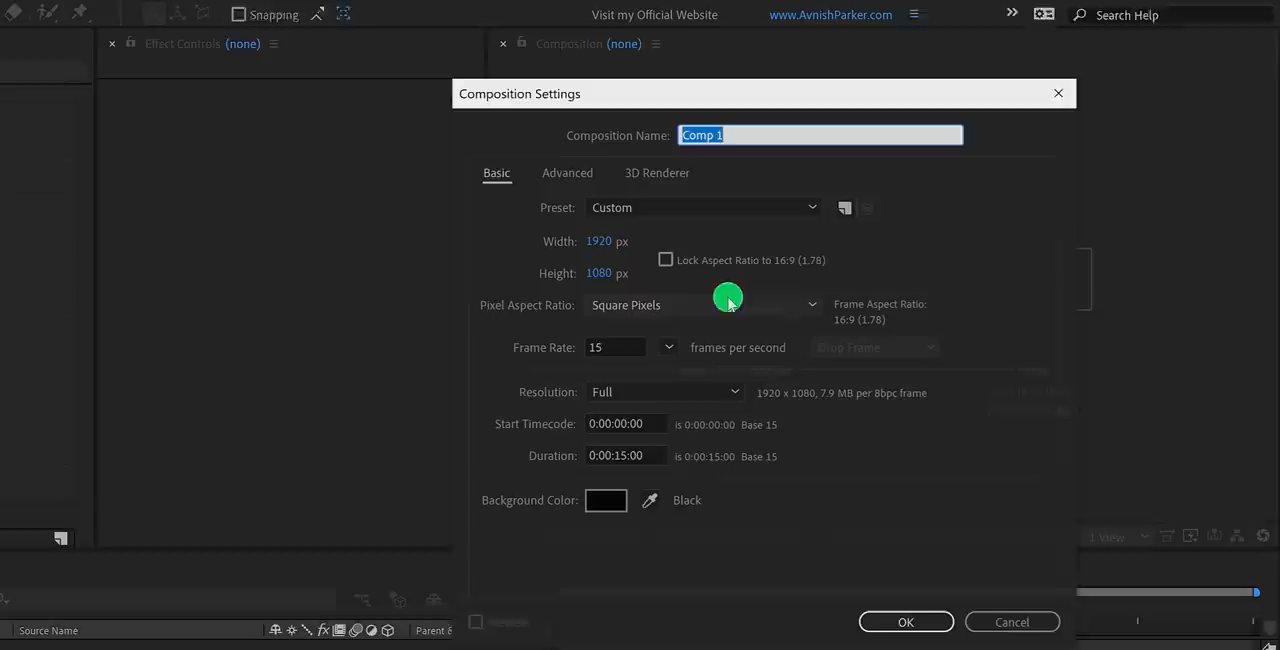 Snapping
Visit my Official Website
www.AvnishParker.com
Search Help
Effect Controls (none)
Composition (none)
Composition Settings
Composition Name: Comp 1
Basic
Advanced
3D Renderer
Preset: Custom
Width: 1920 px
Lock Aspect Ratio to 16:9 (1.78)
Height: 1080 px
Pixel Aspect Ratio: Square Pixels
Frame Aspect Ratio:
16:9 (1.78)
Frame Rate: 15 frames per second Drop Frame
Resolution: Full 1920 x 1080, 7.9 MB per 8bpc frame
Start Timecode: 0:00:00:00 is 0:00:00:00 Base 15
Duration: 0:00:15:00 is 0:00:15:00 Base 15
Background Color: Black
1 View
OK
Cancel
Source Name
fx
Parent &